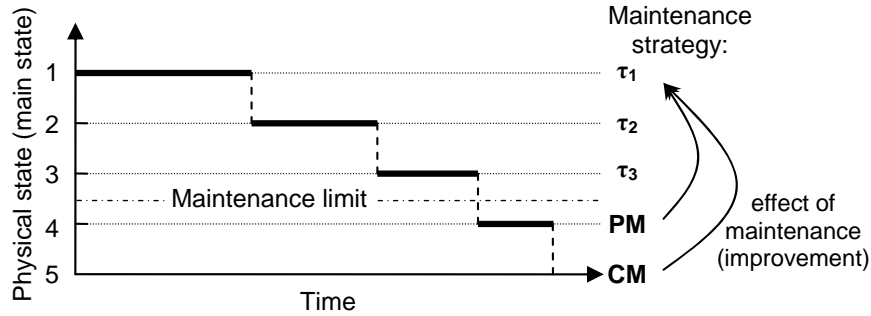 Maintenance
strategy:
Physical state (main state)
1
τ1
2
τ2
3
τ3
Maintenance limit
4
PM
effect of
maintenance
(improvement)
5
CM
Time